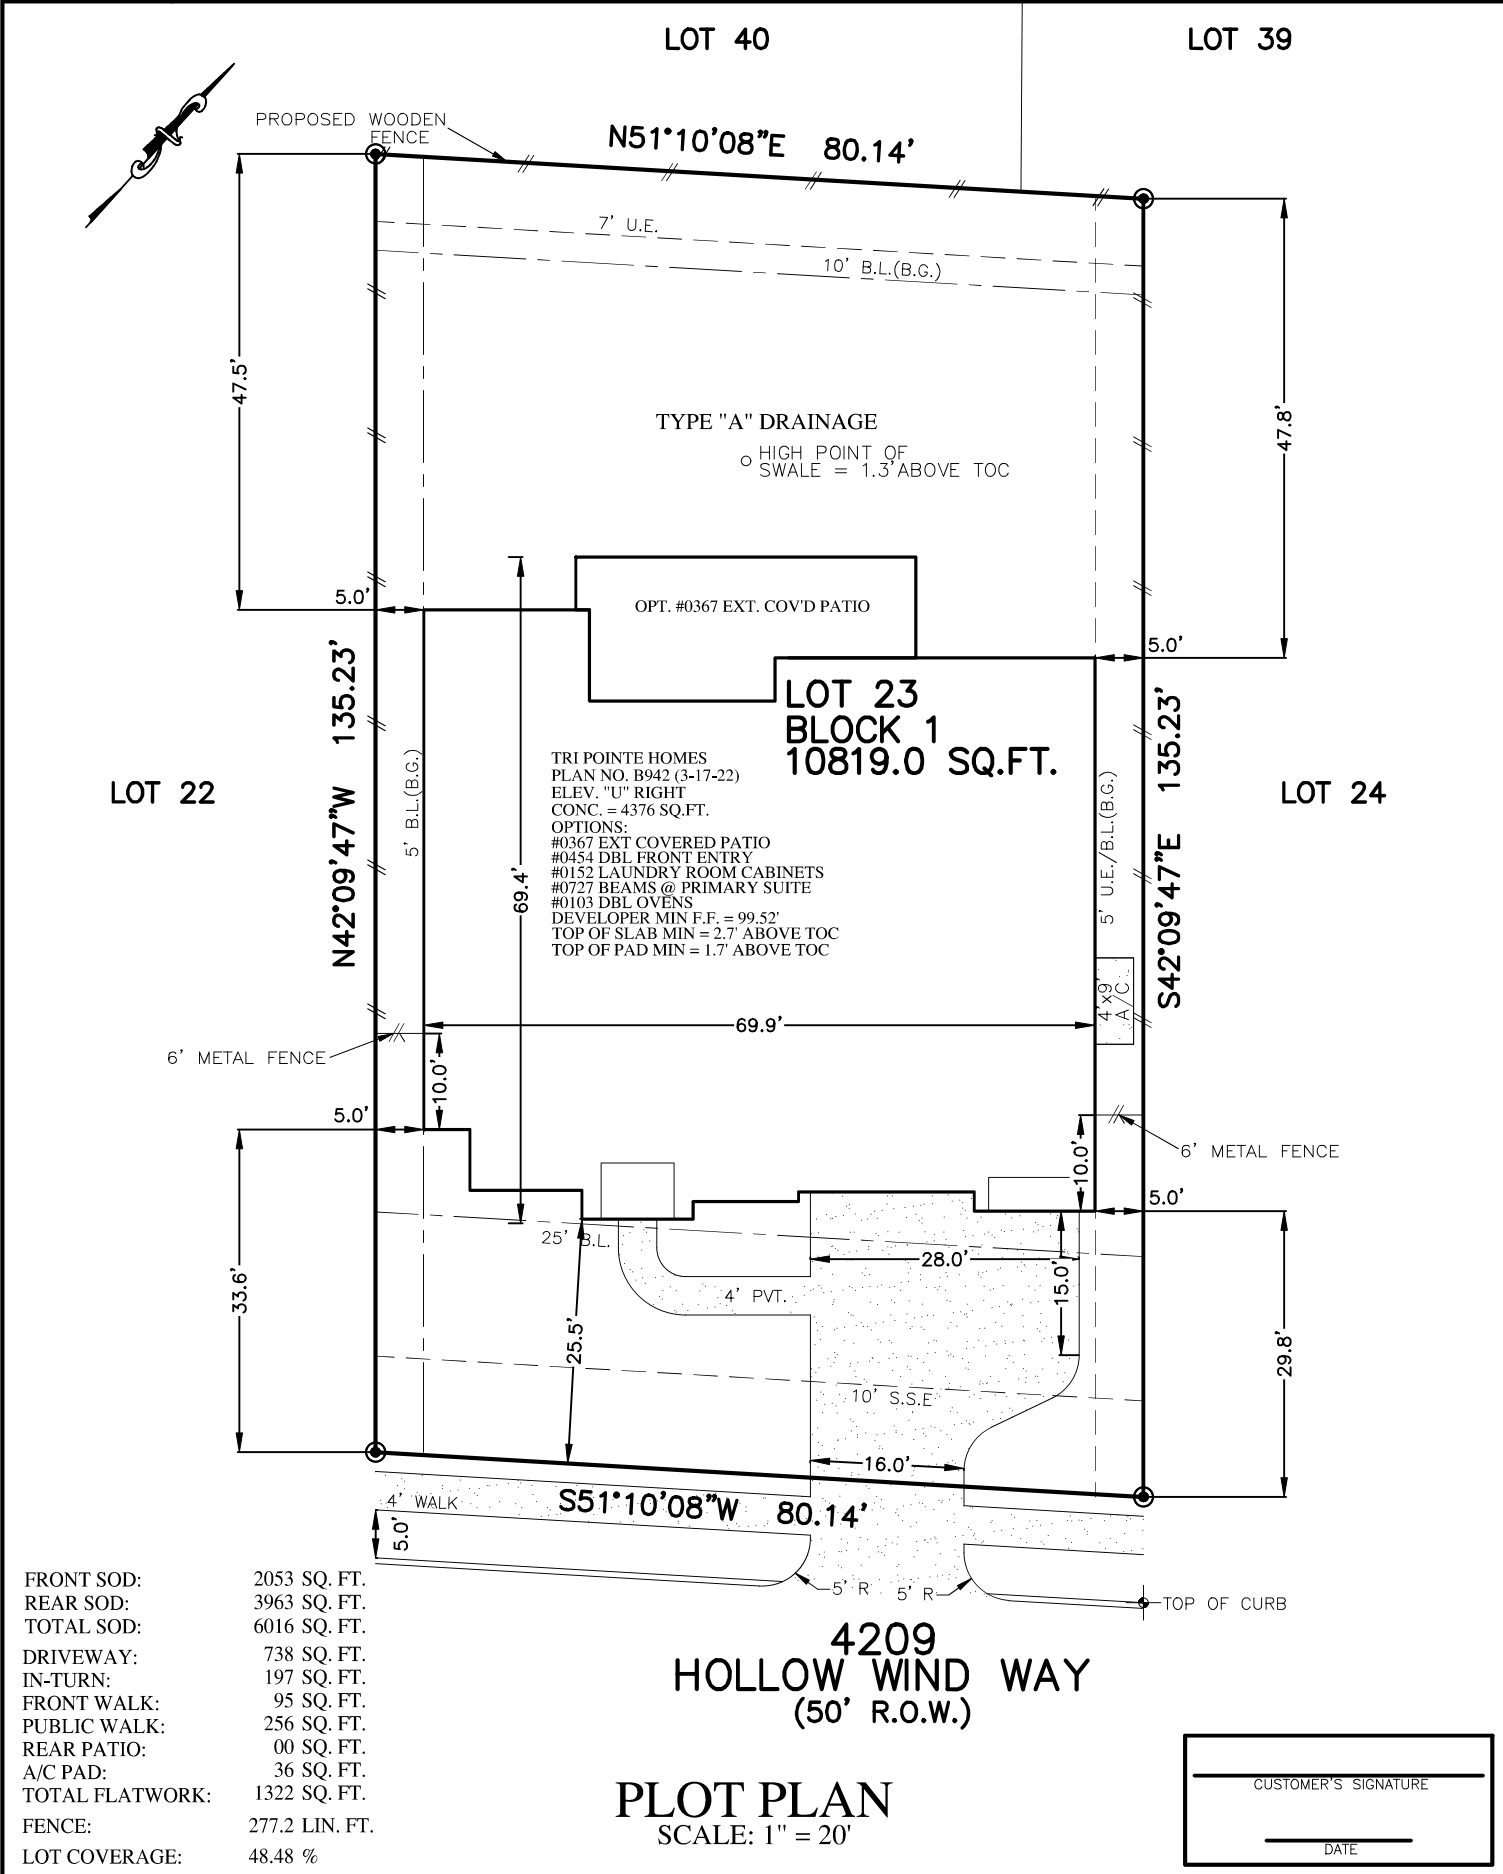 LOT 40
LOT 39
PROPOSED WOODEN
FENCE
N51°10'08"E 80.14'
7' U.E.
10' B.L.(B.G.)
47.5'
47.8'
TYPE "A" DRAINAGE
HIGH POINT OF
SWALE = 1.3'ABOVE TOC
5.0'
OPT. #0367 EXT. COV'D PATIO
5.0'
LOT 23
BLOCK 1
10819.0 SQ.FT.
N42°09'47"W 135.23'
S42°09'47"E 135.23'
LOT 22
LOT 24
5' B.L.(B.G.)
5' U.E./B.L.(B.G.)
TRI POINTE HOMES
PLAN NO. B942 (3-17-22)
ELEV. "U" RIGHT
CONC. = 4376 SQ.FT.
OPTIONS:
#0367 EXT COVERED PATIO
#0454 DBL FRONT ENTRY
#0152 LAUNDRY ROOM CABINETS
#0727 BEAMS @ PRIMARY SUITE
#0103 DBL OVENS
DEVELOPER MIN F.F. = 99.52'
TOP OF SLAB MIN = 2.7' ABOVE TOC
TOP OF PAD MIN = 1.7' ABOVE TOC
69.4'
4'x9'
A/C
69.9'
6' METAL FENCE
10.0'
5.0'
10.0'
6' METAL FENCE
5.0'
25' B.L.
28.0'
4' PVT.
15.0'
33.6'
25.5'
29.8'
10' S.S.E
16.0'
4' WALK
S51°10'08"W 80.14'
5.0'
5' R
5' R
TOP OF CURB
4209
HOLLOW WIND WAY
(50' R.O.W.)
FRONT SOD: 2053 SQ. FT.
REAR SOD: 3963 SQ. FT.
TOTAL SOD: 6016 SQ. FT.
DRIVEWAY: 738 SQ. FT.
IN-TURN: 197 SQ. FT.
FRONT WALK: 95 SQ. FT.
PUBLIC WALK: 256 SQ. FT.
REAR PATIO: 00 SQ. FT.
A/C PAD: 36 SQ. FT.
TOTAL FLATWORK: 1322 SQ. FT.
FENCE: 277.2 LIN. FT.
LOT COVERAGE: 48.48 %
PLOT PLAN
SCALE: 1" = 20'
CUSTOMER'S SIGNATURE
DATE